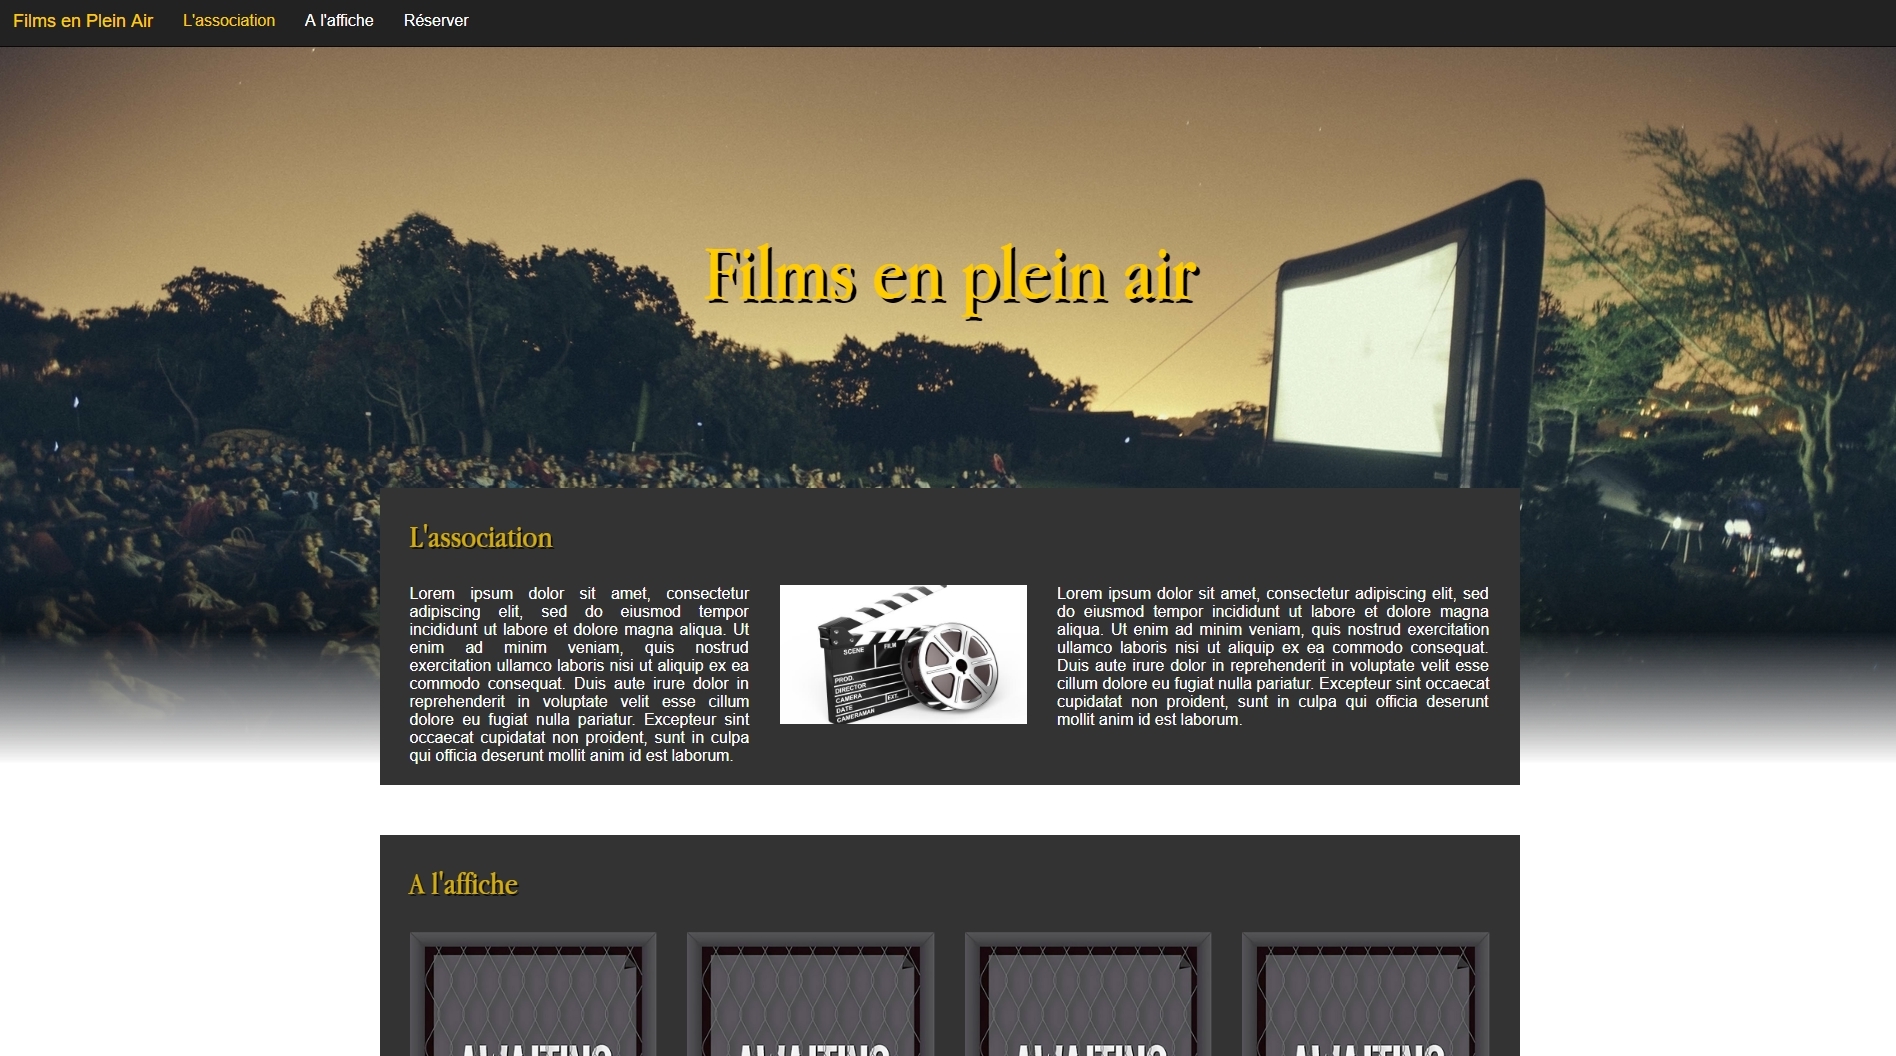 Films en Plein Air L'association A l'affiche Réserver
Films en plein air
L'association
Lorem ipsum dolor sit amet, consectetur
adipiscing elit, sed do eiusmod tempor
incididunt ut labore et dolore magna aliqua. Ut
enim ad minim veniam, quis nostrud
exercitation ullamco laboris nisi ut aliquip ex ea
commodo consequat. Duis aute irure dolor in
reprehenderit in voluptate velit esse cillum
dolore eu fugiat nulla pariatur. Excepteur sint
occaecat cupidatat non proident, sunt in culpa
qui officia deserunt mollit anim id est laborum.
SCENE FILM
PROD.
DIRECTOR
CAMERA EXT.
DATE
CAMERAMAN
Lorem ipsum dolor sit amet, consectetur adipiscing elit, sed
do eiusmod tempor incididunt ut labore et dolore magna
aliqua. Ut enim ad minim veniam, quis nostrud exercitation
ullamco laboris nisi ut aliquip ex ea commodo consequat.
Duis aute irure dolor in reprehenderit in voluptate velit esse
cillum dolore eu fugiat nulla pariatur. Excepteur sint occaecat
cupidatat non proident, sunt in culpa qui officia deserunt
mollit anim id est laborum.
A l'affiche
AWAITING AWAITING AWAITING AWAITING